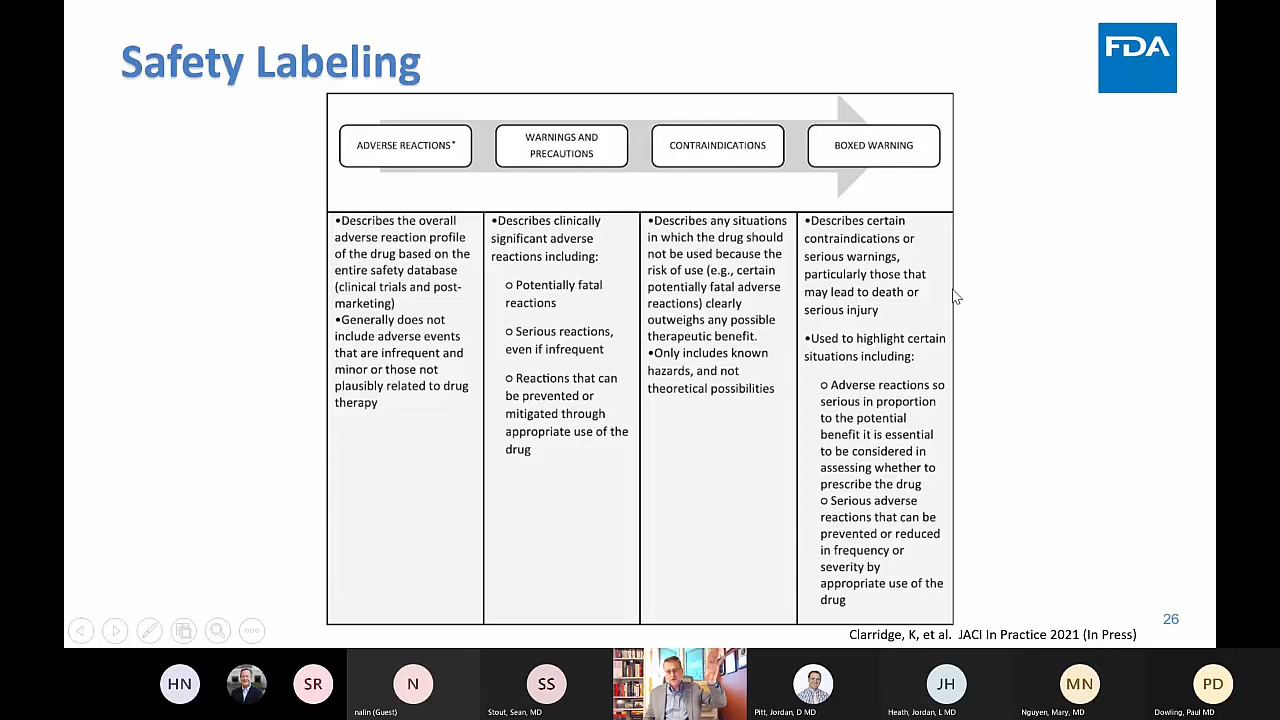 Safety Labeling
FDA
ADVERSE REACTIONS*
WARNINGS AND
PRECAUTIONS
CONTRAINDICATIONS
BOXED WARNING
•Describes the overall
adverse reaction profile
of the drug based on the
entire safety database
(clinical trials and post-
marketing)
•Generally does not
include adverse events
that are infrequent and
minor or those not
plausibly related to drug
therapy
•Describes clinically
significant adverse
reactions including:
o Potentially fatal
reactions
o Serious reactions,
even if infrequent
o Reactions that can
be prevented or
mitigated through
appropriate use of the
drug
•Describes any situations
in which the drug should
not be used because the
risk of use (e.g., certain
potentially fatal adverse
reactions) clearly
outweighs any possible
therapeutic benefit.
•Only includes known
hazards, and not
theoretical possibilities
•Describes certain
contraindications or
serious warnings,
particularly those that
may lead to death or
serious injury
•Used to highlight certain
situations including:
o Adverse reactions so
serious in proportion
to the potential
benefit it is essential
to be considered in
assessing whether to
prescribe the drug
o Serious adverse
reactions that can be
prevented or reduced
in frequency or
severity by
appropriate use of the
drug
26
Clarridge, K, et al. JACI In Practice 2021 (In Press)
HN
SR
N
SS
JH
MN
PD
nalin (Guest)
Stout, Sean, MD
Pitt, Jordan, D MD
Heath, Jordan, L MD
Nguyen, Mary, MD
Dowling, Paul MD